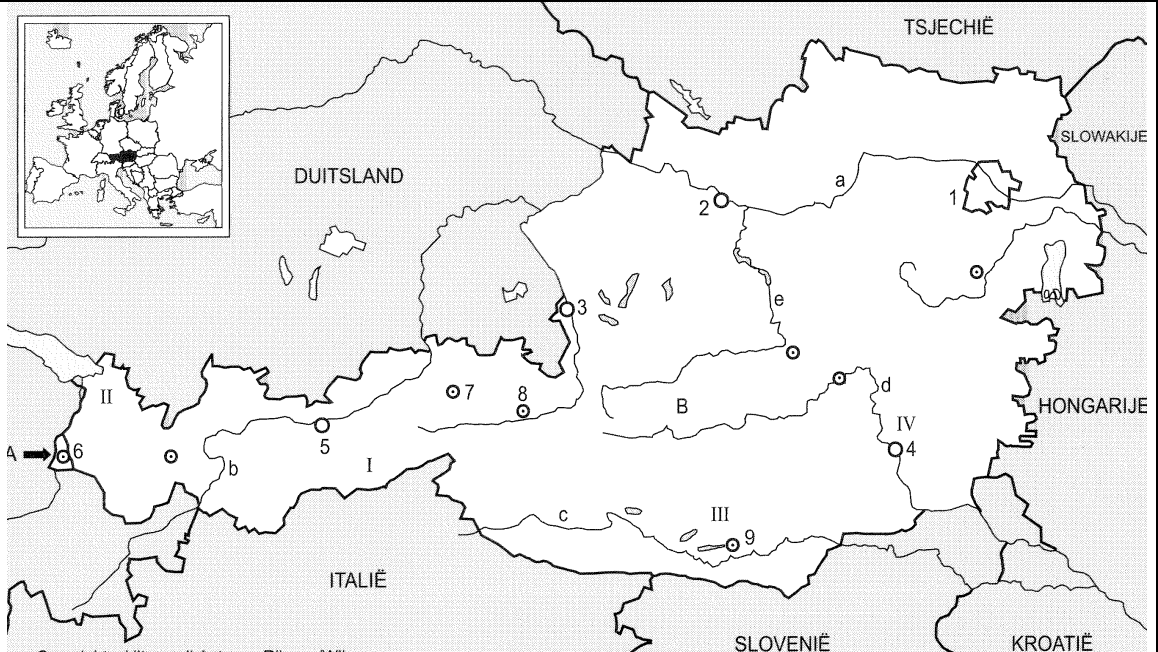 TSJECHIË
SLOWAKIJE
DUITSLAND
a
1
2
3
e
II
7
8
B
d
HONGARIJE
IV
4
A
6
5
b
I
c
III
9
ITALIË
SLOVENIË
KROATIË